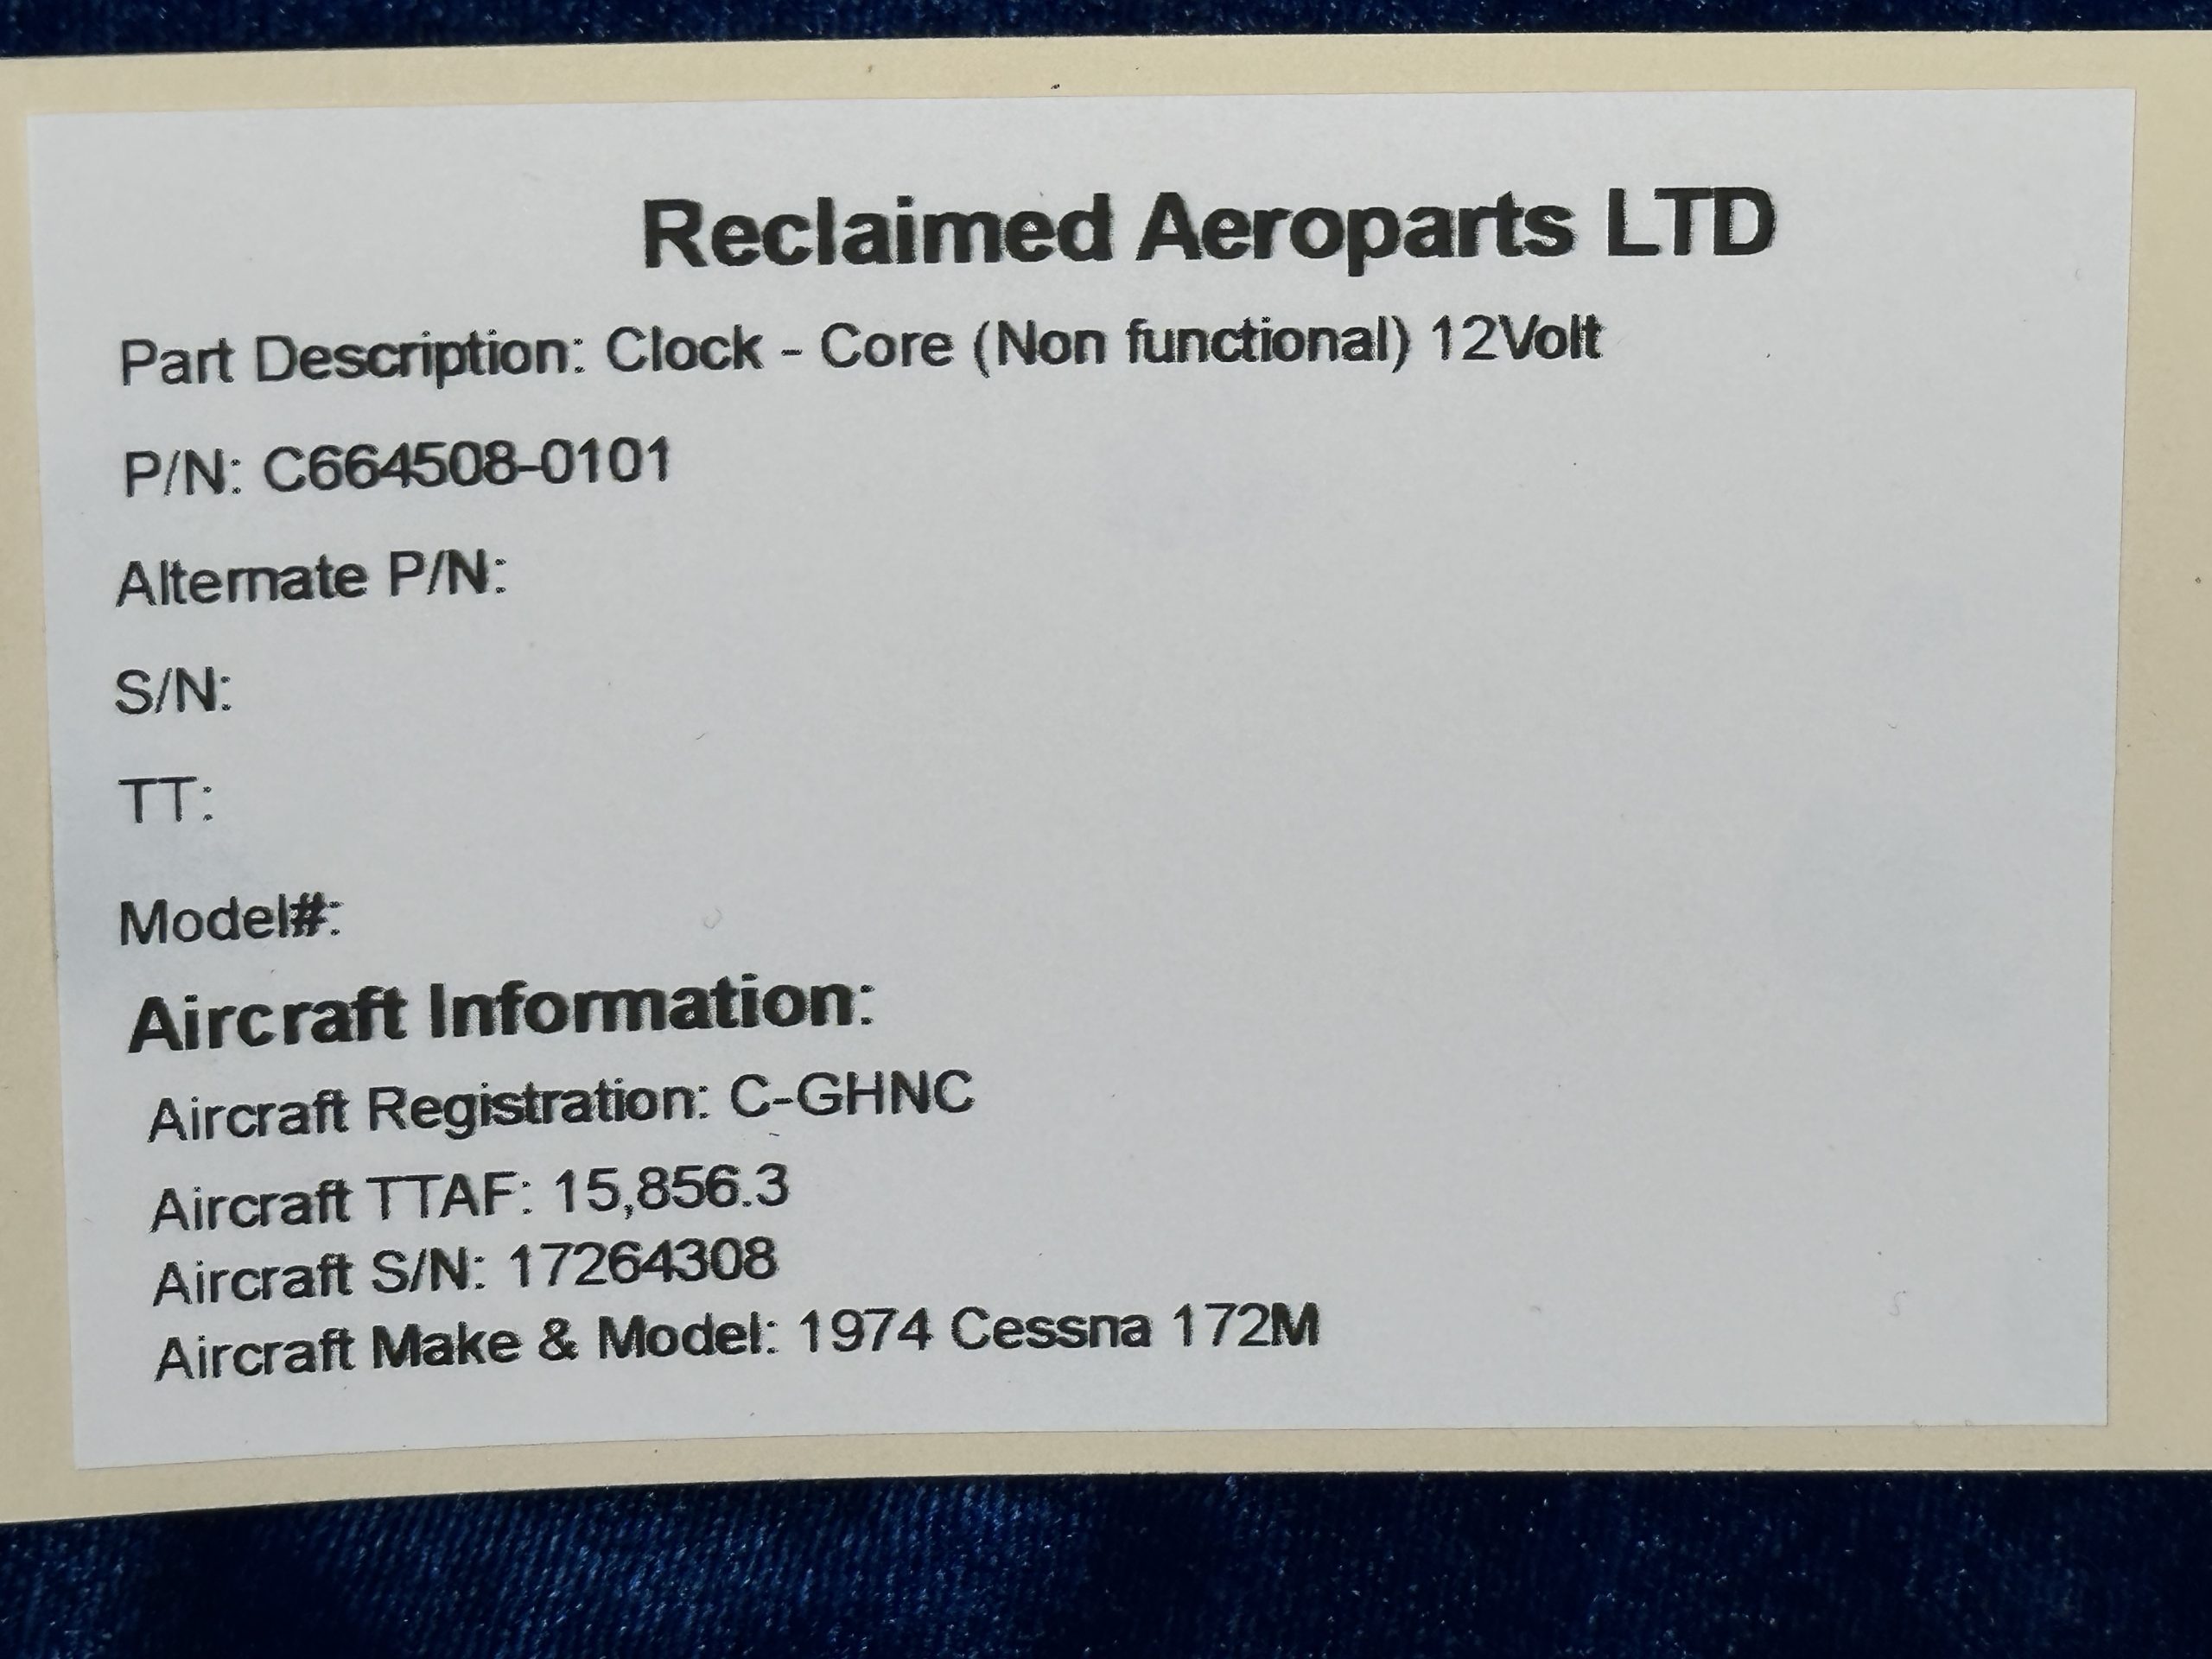 Reclaimed Aeroparts LTD
Part Description: Clock - Core (Non functional) 12Volt
P/N: C664508-0101
Alternate P/N:
S/N:
TT:
Model#:
Aircraft Information:
Aircraft Registration: C-GHNC
Aircraft TTAF: 15,856.3
Aircraft S/N: 17264308
Aircraft Make & Model: 1974 Cessna 172M